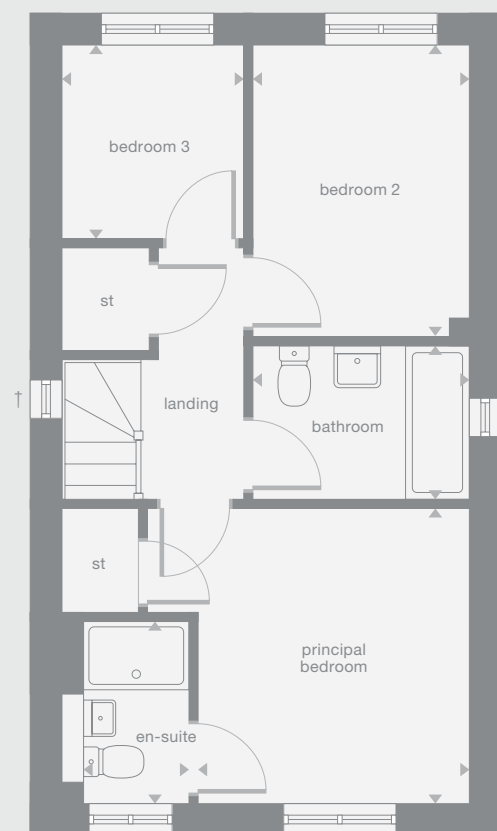 bedroom 3
bedroom 2
st
†
landing
bathroom
st
principal
bedroom
en-suite